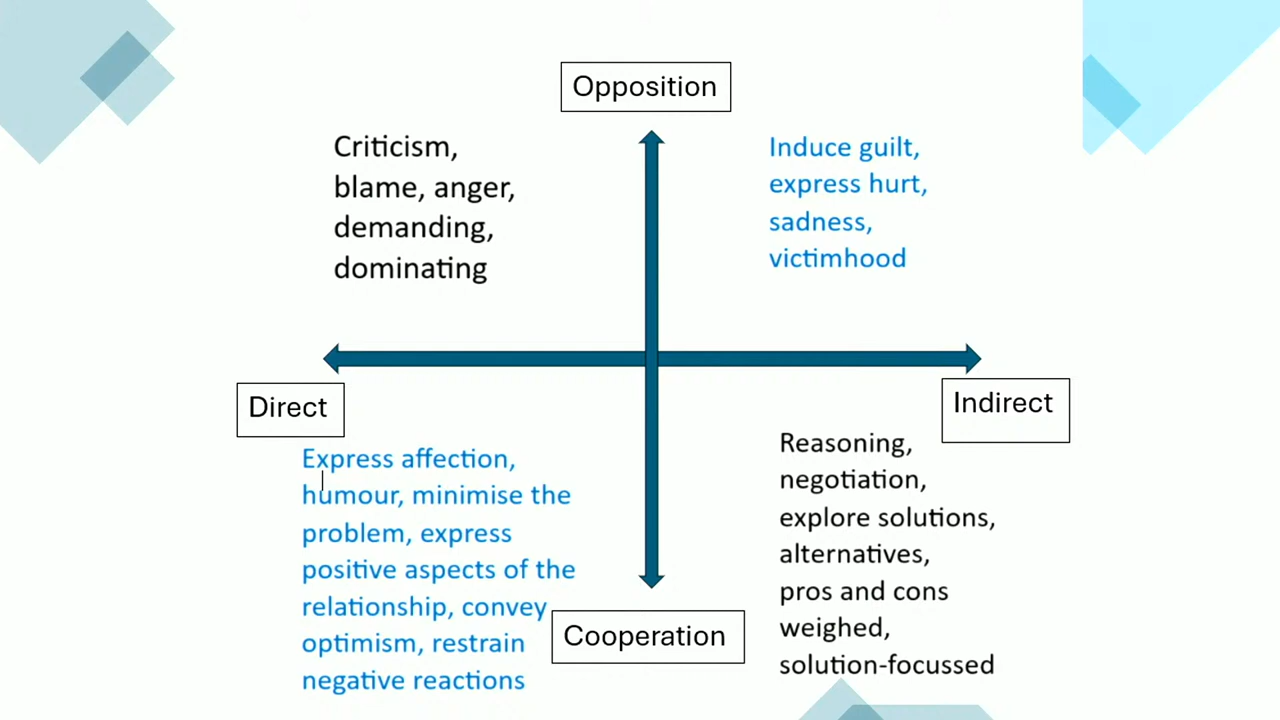 Opposition
Criticism,
blame, anger,
demanding,
dominating
Induce guilt,
express hurt,
sadness,
victimhood
Direct
Indirect
Express affection,
humour, minimise the
problem, express
positive aspects of the
relationship, convey
optimism, restrain
negative reactions
Cooperation
Reasoning,
negotiation,
explore solutions,
alternatives,
pros and cons
weighed,
solution-focussed